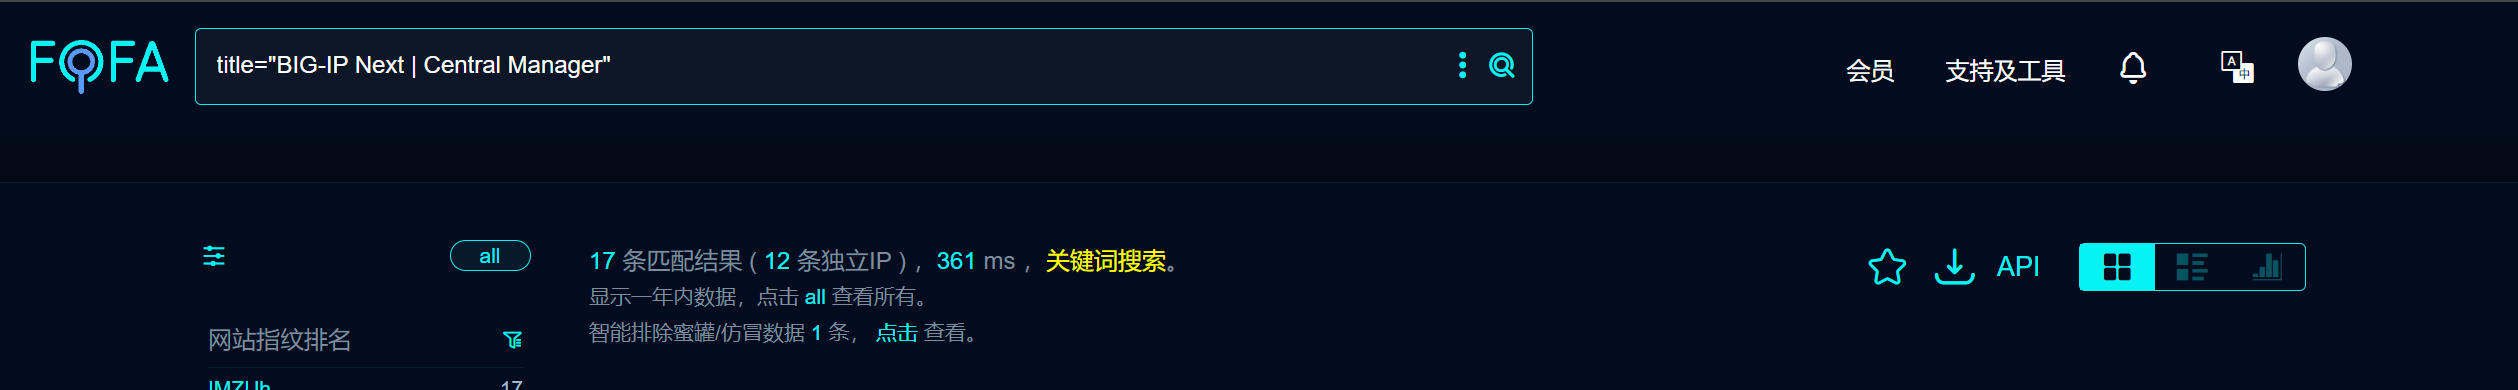 FOFA
title="BIG-IP Next | Central Manager"
会员
支持及工具
A
中
all
17 条匹配结果 ( 12 条独立IP ) ，361 ms ，关键词搜索。
API
显示一年内数据，点击 all 查看所有。
智能排除蜜罐/仿冒数据 1 条， 点击 查看。
网站指纹排名
17